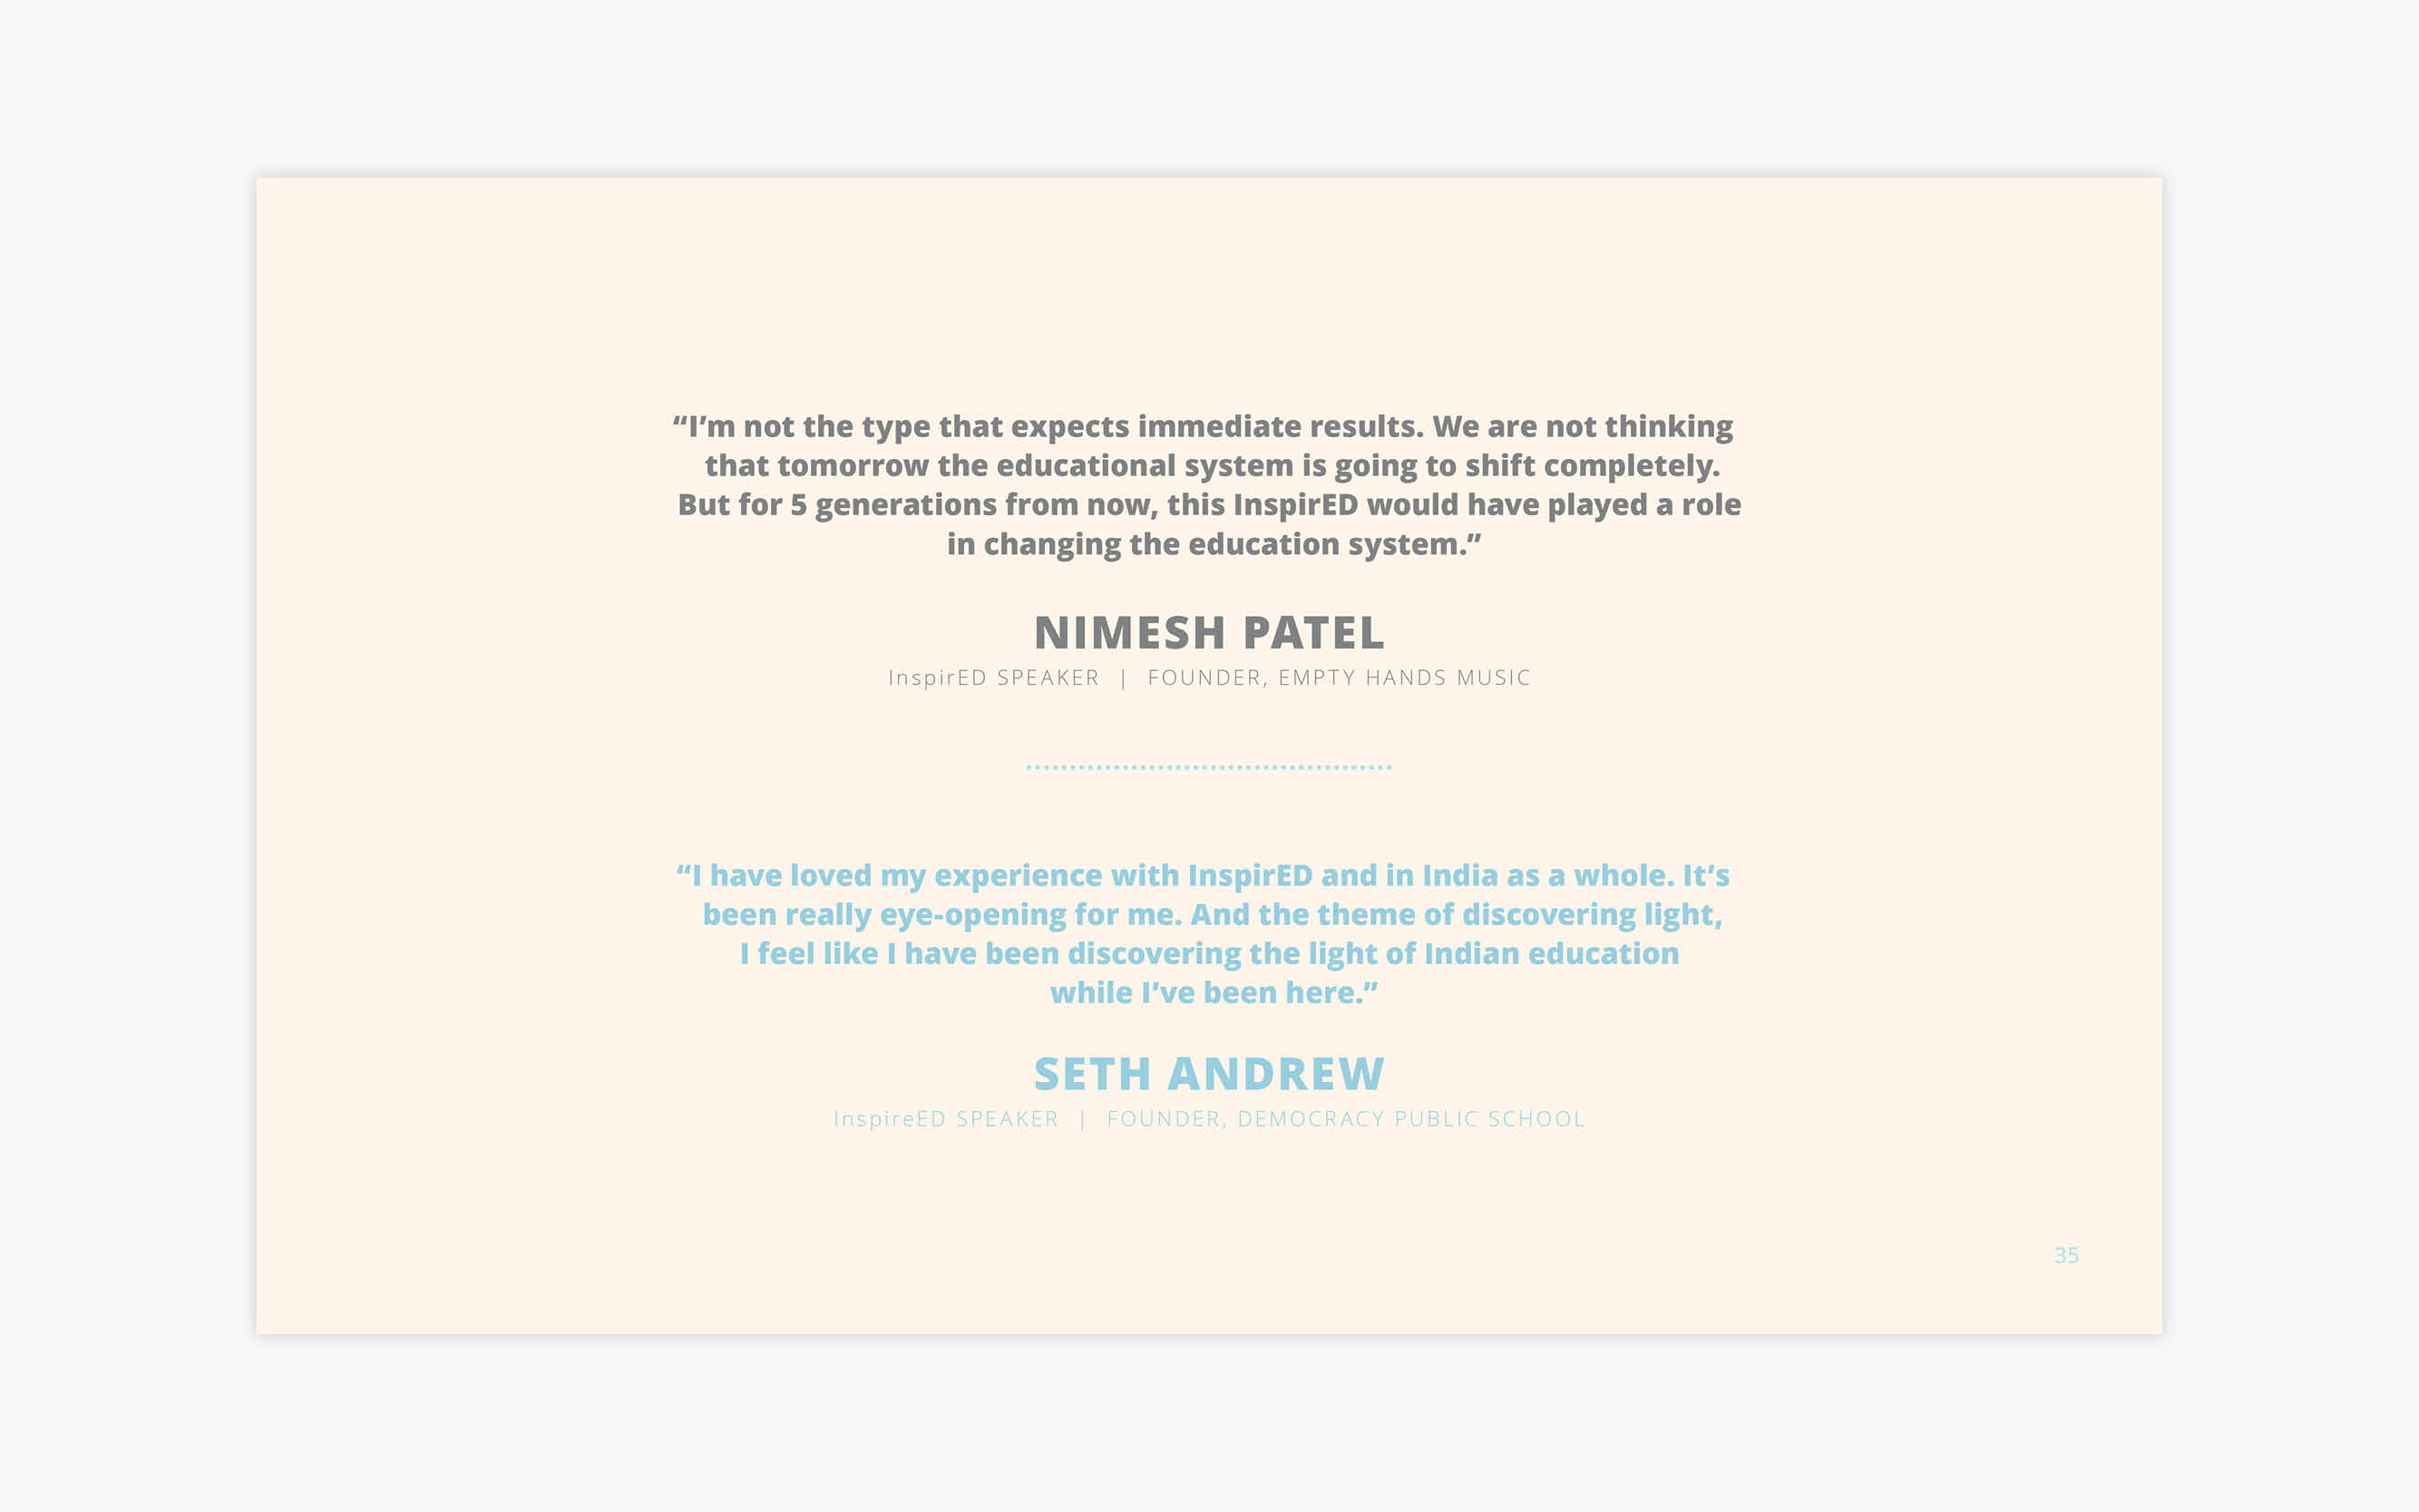 “I’m not the type that expects immediate results. We are not thinking
that tomorrow the educational system is going to shift completely.
But for 5 generations from now, this InspirED would have played a role
in changing the education system.”
NIMESH PATEL
InspirED SPEAKER | FOUNDER, EMPTY HANDS MUSIC
“I have loved my experience with InspirED and in India as a whole. It’s
been really eye-opening for me. And the theme of discovering light,
I feel like I have been discovering the light of Indian education
while I’ve been here.”
SETH ANDREW
InspireED SPEAKER | FOUNDER, DEMOCRACY PUBLIC SCHOOL
35